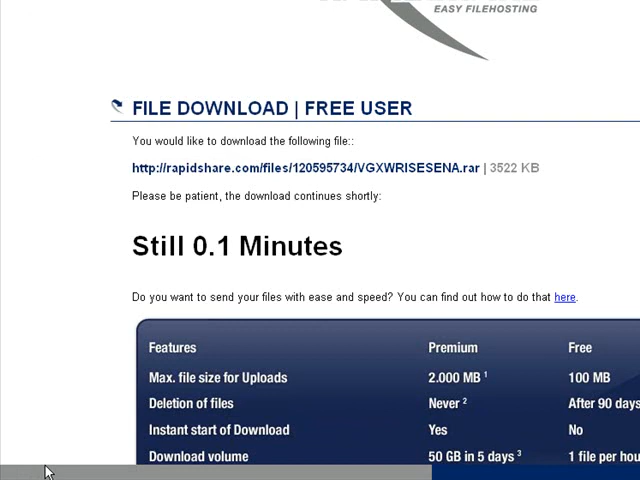 EASY FILEHOSTING
FILE DOWNLOAD | FREE USER
You would like to download the following file::
http://rapidshare.com/files/120595734/VGXWRISESENA.rar | 3522 KB
Please be patient, the download continues shortly:
Still 0.1 Minutes
Do you want to send your files with ease and speed? You can find out how to do that here.
Features Premium Free
Max. file size for Uploads 2.000 MB ¹ 100 MB
Deletion of files Never ² After 90 days
Instant start of Download Yes No
Download volume 50 GB in 5 days ³ 1 file per hou